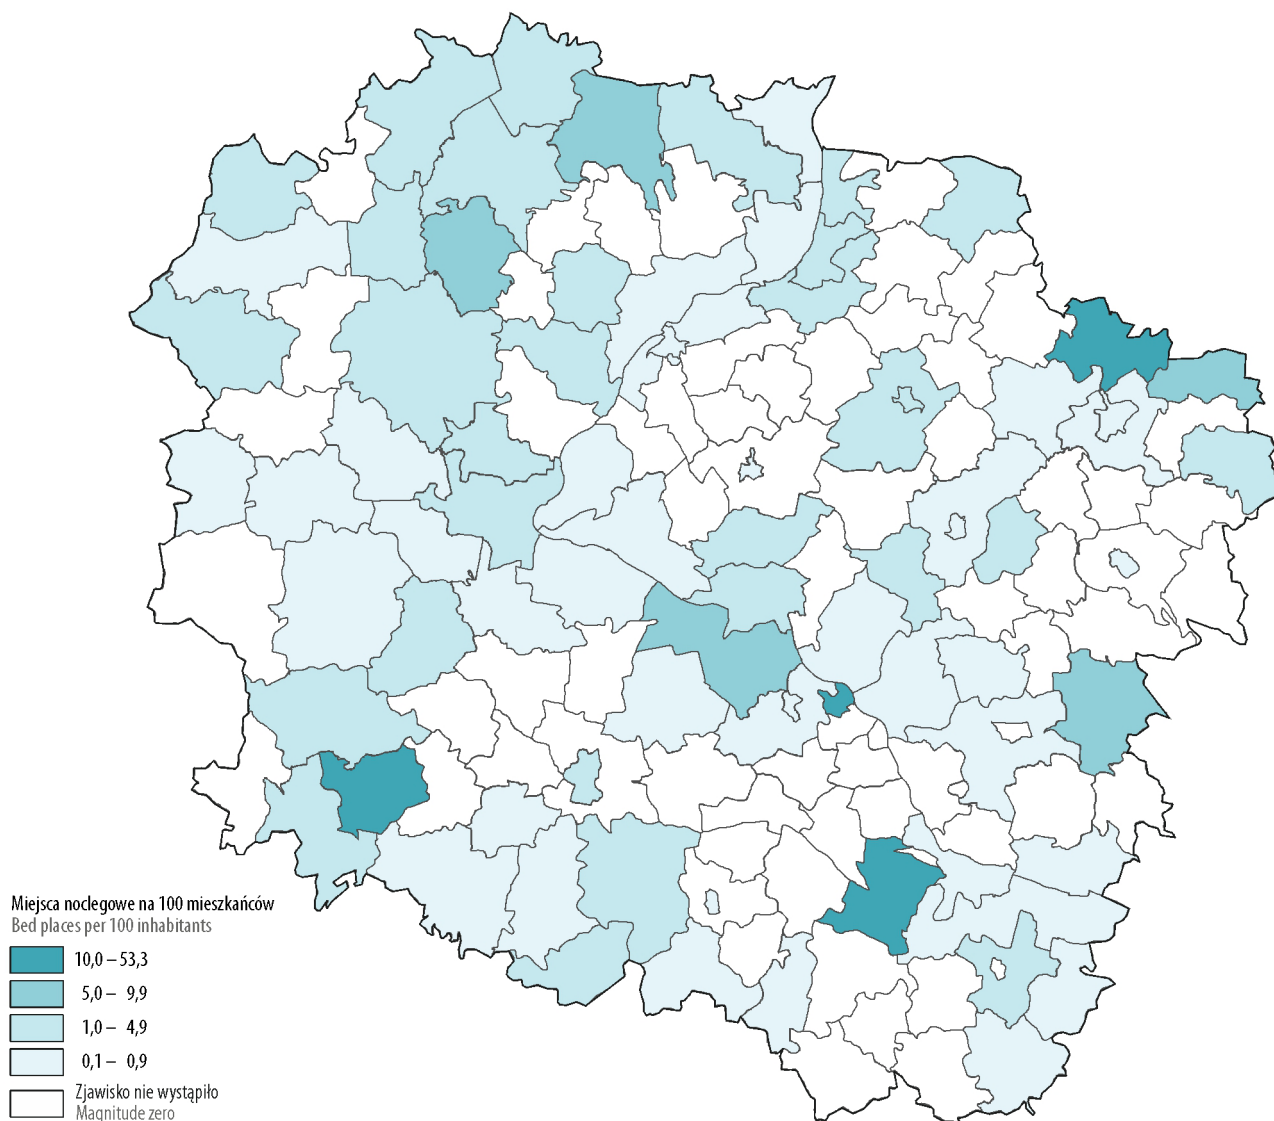 Miejsca noclegowe na 100 mieszkańców
Bed places per 100 inhabitants
10,0 – 53,3
5,0 – 9,9
1,0 – 4,9
0,1 – 0,9
Zjawisko nie wystąpiło
Magnitude zero